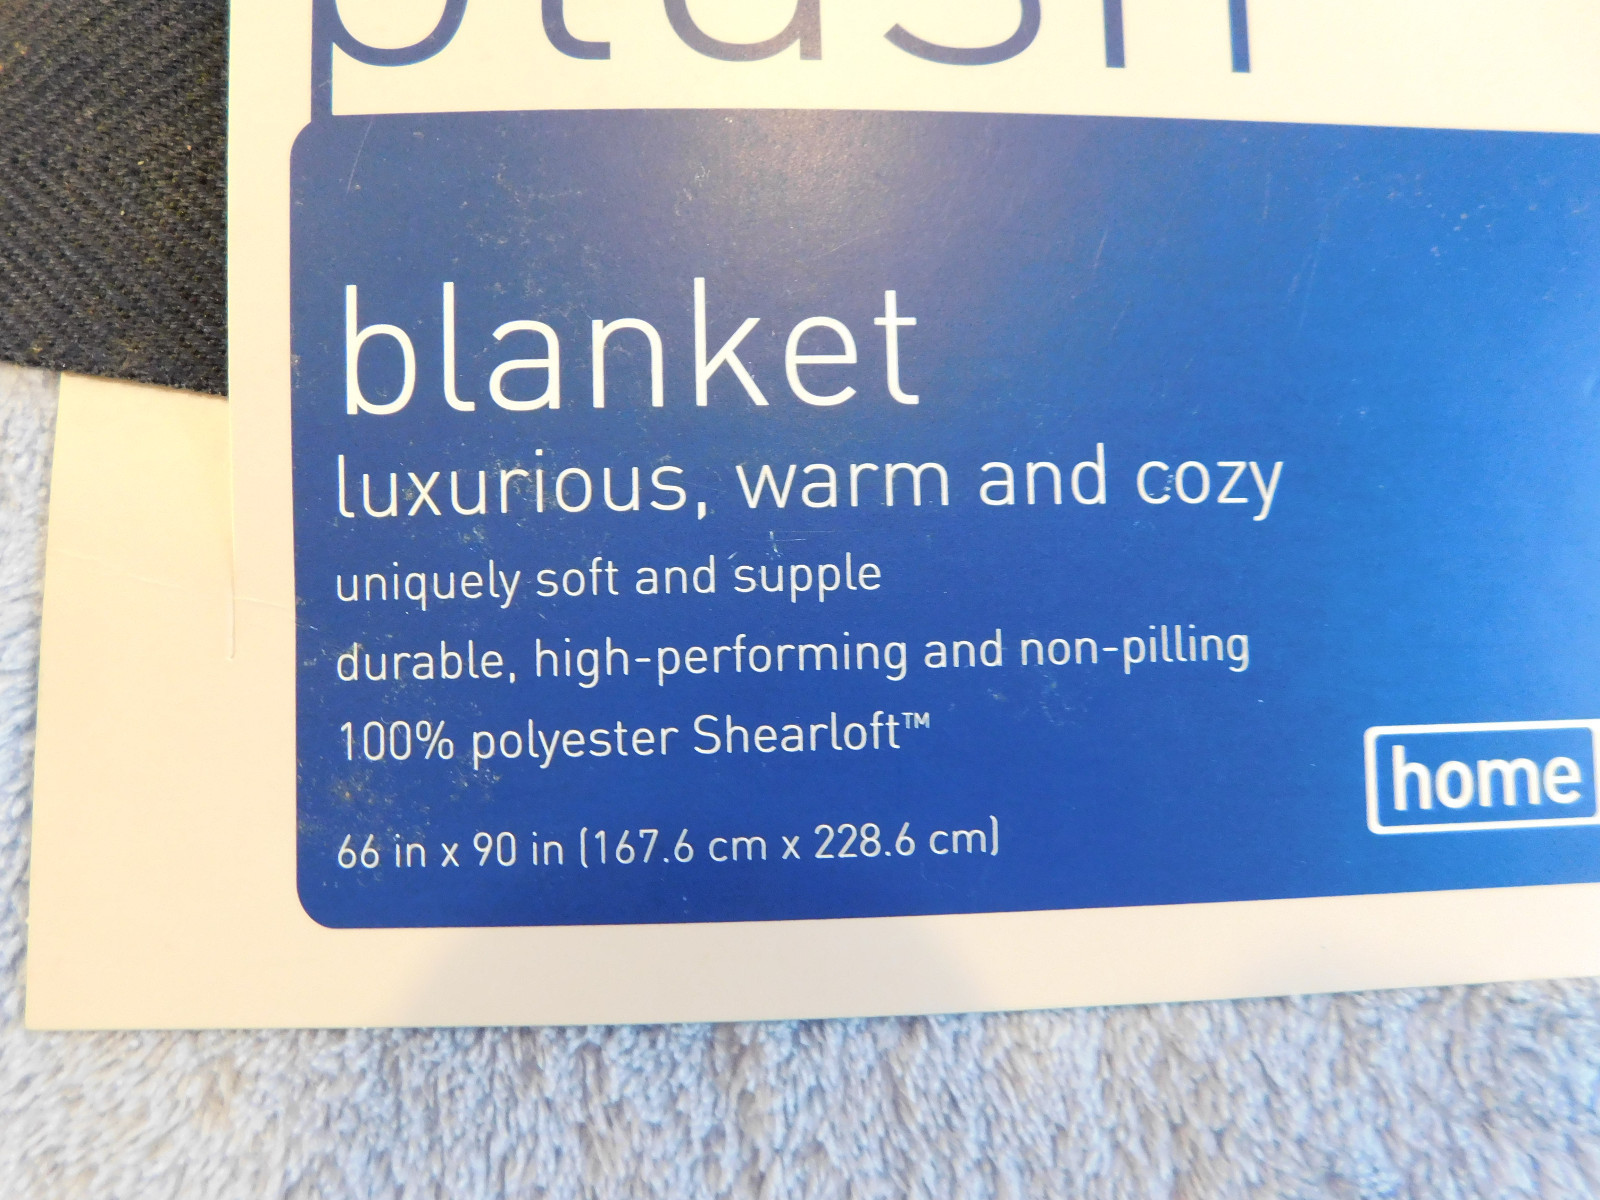 plush
blanket
luxurious, warm and cozy
uniquely soft and supple
durable, high-performing and non-pilling
100% polyester Shearloft™
home
66 in x 90 in (167.6 cm x 228.6 cm)